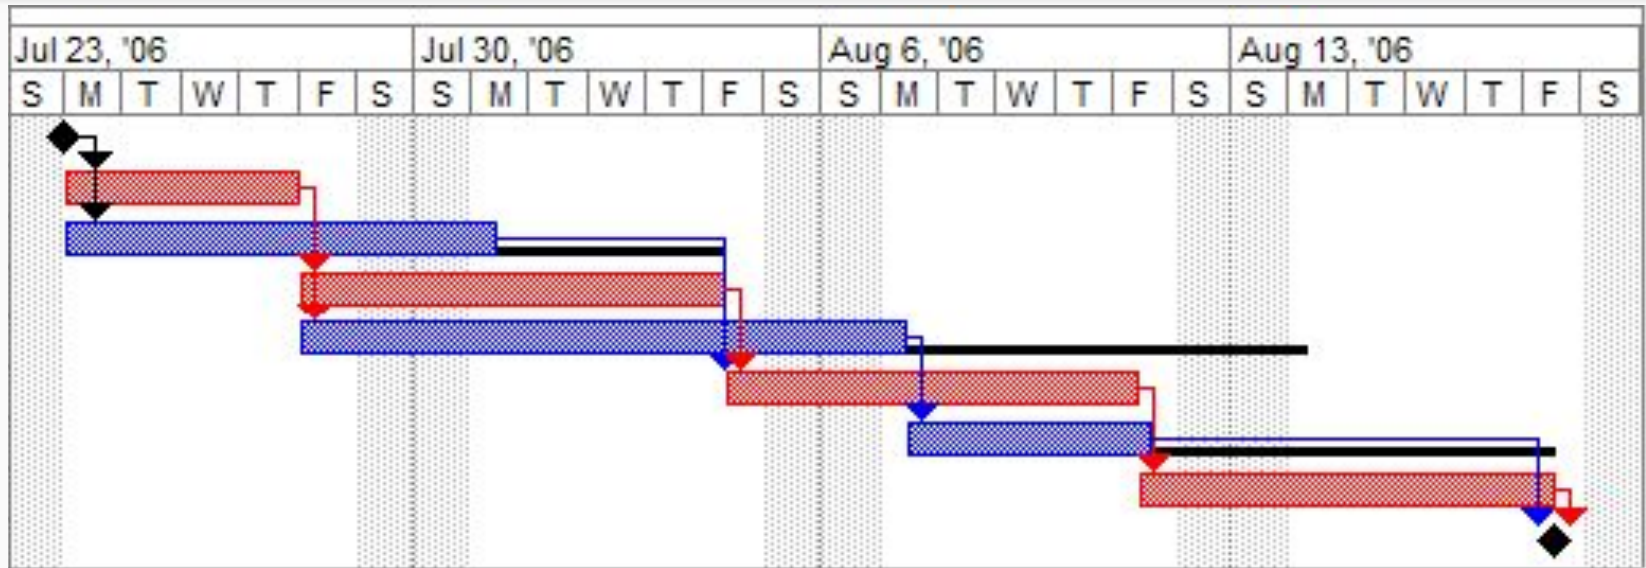 Jul 23, '06 Jul 30, '06 Aug 6, '06 Aug 13, '06
S M T W T F S S M T W T F S S M T W T F S S M T W T F S